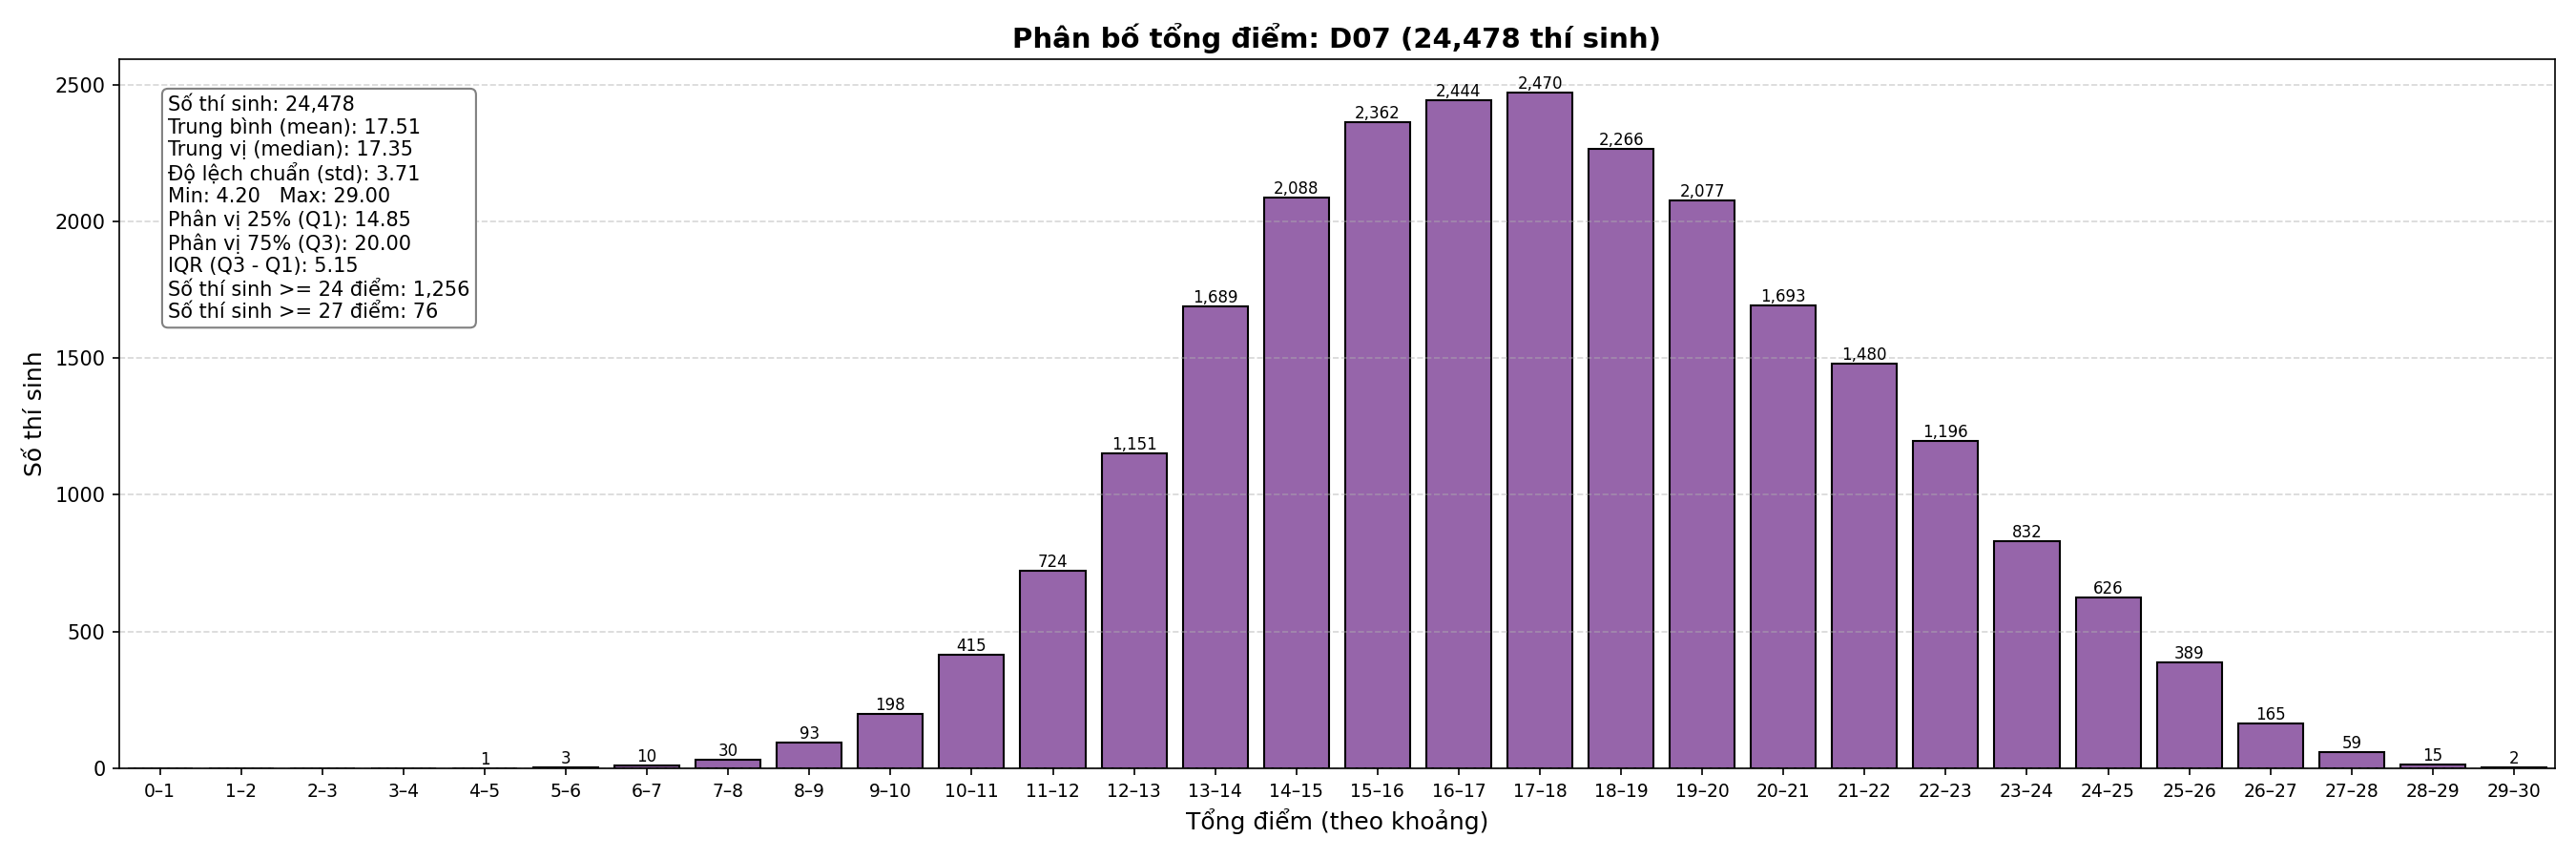 Phân bố tổng điểm: D07 (24,478 thí sinh)
Số thí sinh: 24,478
Trung bình (mean): 17.51
Trung vị (median): 17.35
Độ lệch chuẩn (std): 3.71
Min: 4.20   Max: 29.00
Phân vị 25% (Q1): 14.85
Phân vị 75% (Q3): 20.00
IQR (Q3 - Q1): 5.15
Số thí sinh >= 24 điểm: 1,256
Số thí sinh >= 27 điểm: 76
Số thí sinh
2500
2000
1500
1000
500
0
1
3
10
30
93
198
415
724
1,151
1,689
2,088
2,362
2,444
2,470
2,266
2,077
1,693
1,480
1,196
832
626
389
165
59
15
2
0–1 1–2 2–3 3–4 4–5 5–6 6–7 7–8 8–9 9–10 10–11 11–12 12–13 13–14 14–15 15–16 16–17 17–18 18–19 19–20 20–21 21–22 22–23 23–24 24–25 25–26 26–27 27–28 28–29 29–30
Tổng điểm (theo khoảng)